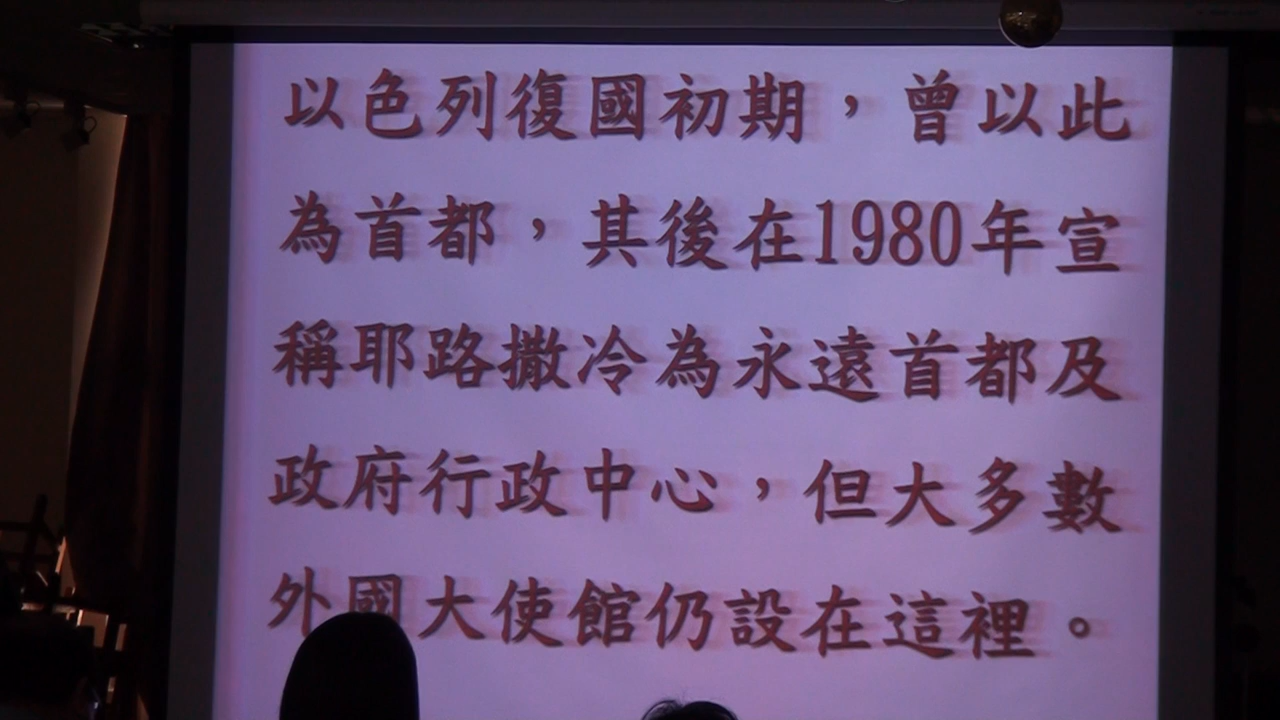 以色列復國初期，曾以此
為首都，其後在1980年宣
稱耶路撒冷為永遠首都及
政府行政中心，但大多數
外國大使館仍設在這裡。